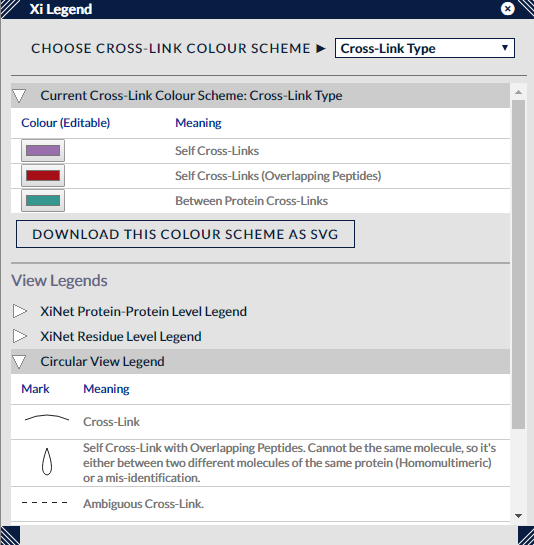 Xi Legend
CHOOSE CROSS-LINK COLOUR SCHEME ► Cross-Link Type
Current Cross-Link Colour Scheme: Cross-Link Type
Colour (Editable) Meaning
Self Cross-Links
Self Cross-Links (Overlapping Peptides)
Between Protein Cross-Links
DOWNLOAD THIS COLOUR SCHEME AS SVG
View Legends
XiNet Protein-Protein Level Legend
XiNet Residue Level Legend
Circular View Legend
Mark Meaning
Cross-Link
Self Cross-Link with Overlapping Peptides. Cannot be the same molecule, so it's
either between two different molecules of the same protein (Homomultimeric)
or a mis-identification.
Ambiguous Cross-Link.